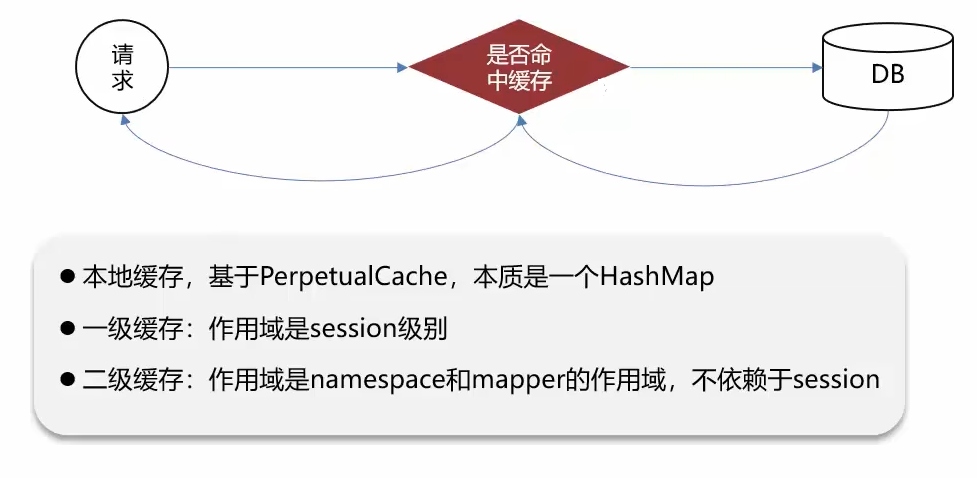 请
求
是否命
中缓存
DB
● 本地缓存，基于PerpetualCache，本质是一个HashMap
● 一级缓存：作用域是session级别
● 二级缓存：作用域是namespace和mapper的作用域，不依赖于session